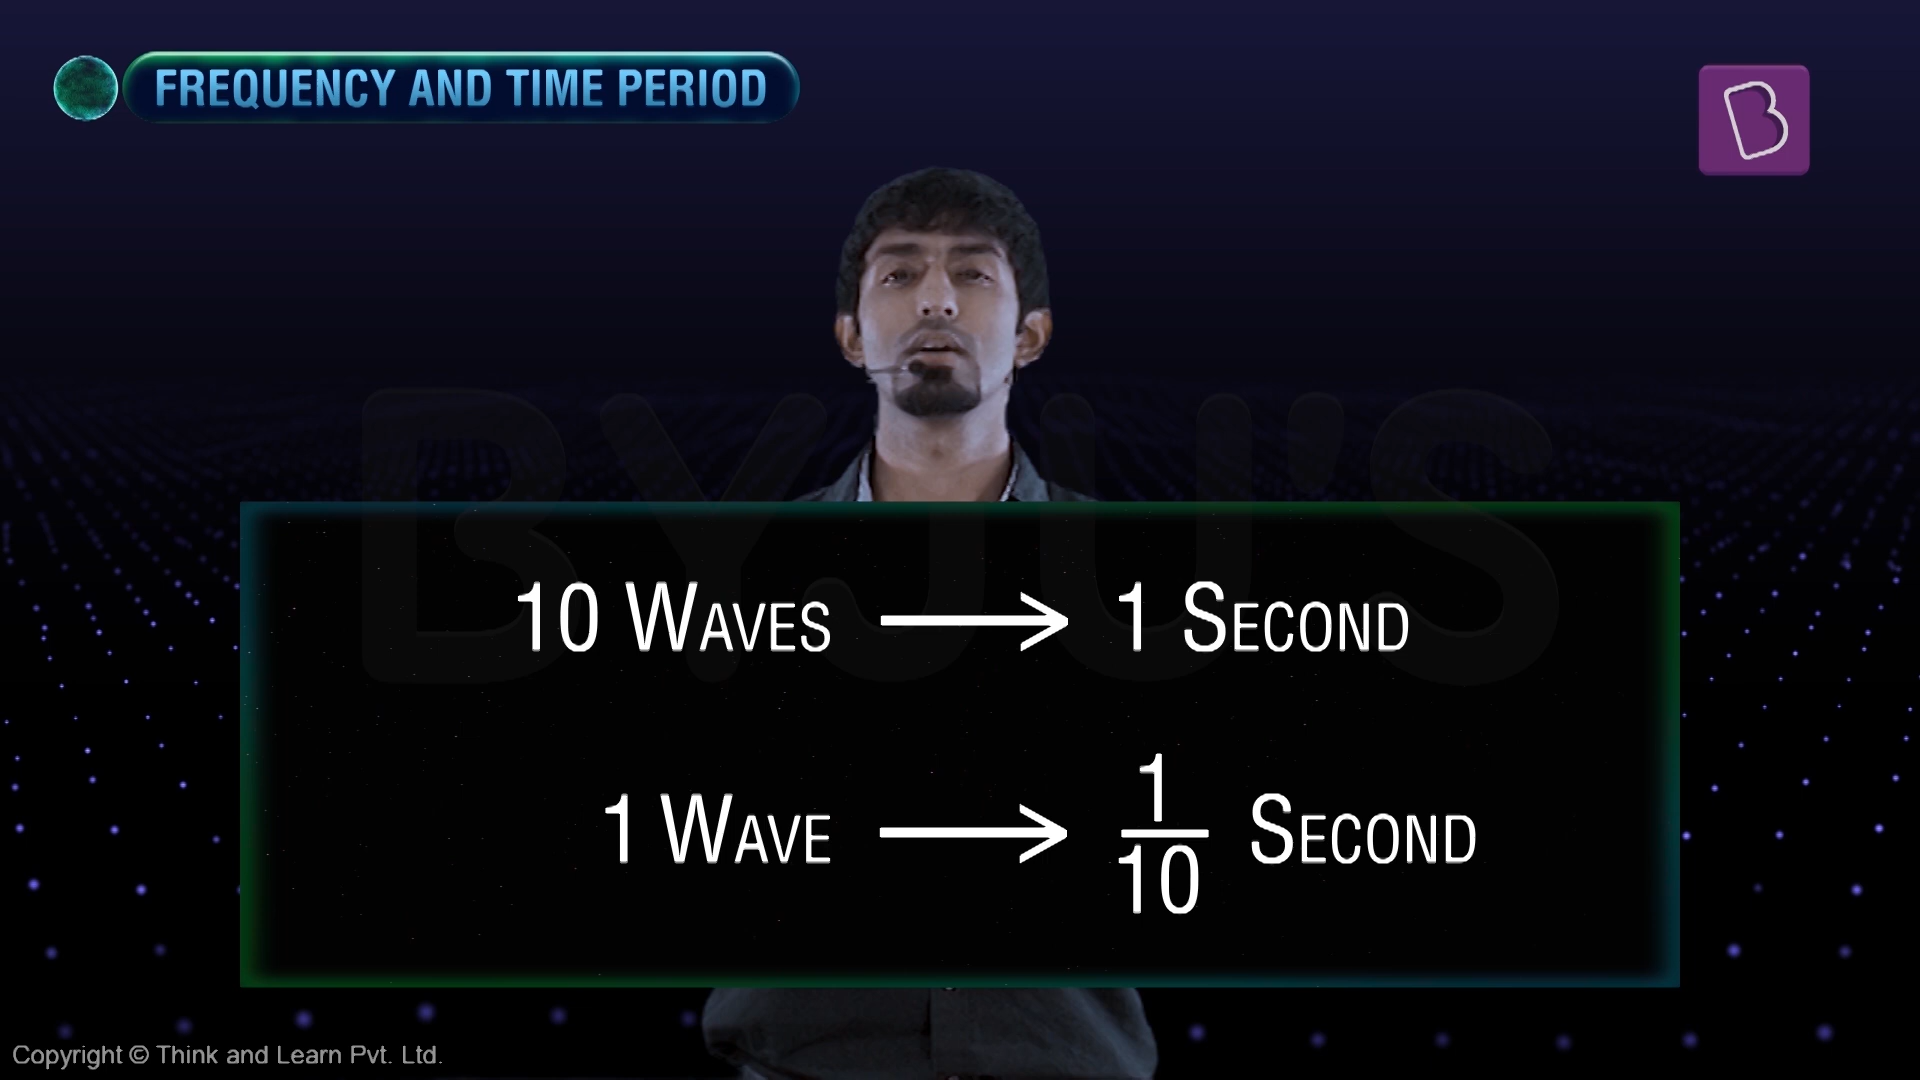 FREQUENCY AND TIME PERIOD
B
BYJU'S
10 WAVES → 1 SECOND
1 WAVE → 1/10 SECOND
Copyright © Think and Learn Pvt. Ltd.